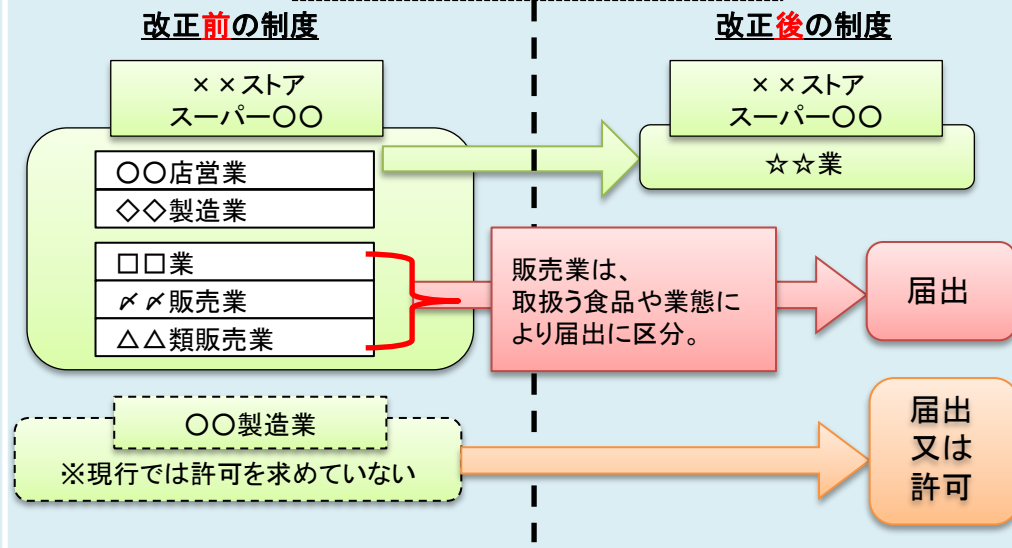 改正前の制度
改正後の制度
××ストア
スーパー〇〇
〇〇店営業
◇◇製造業
□□業
〆〆販売業
△△類販売業
××ストア
スーパー〇〇
☆☆業
販売業は、
取扱う食品や業態に
より届出に区分。
届出
〇〇製造業
※現行では許可を求めていない
届出
又は
許可